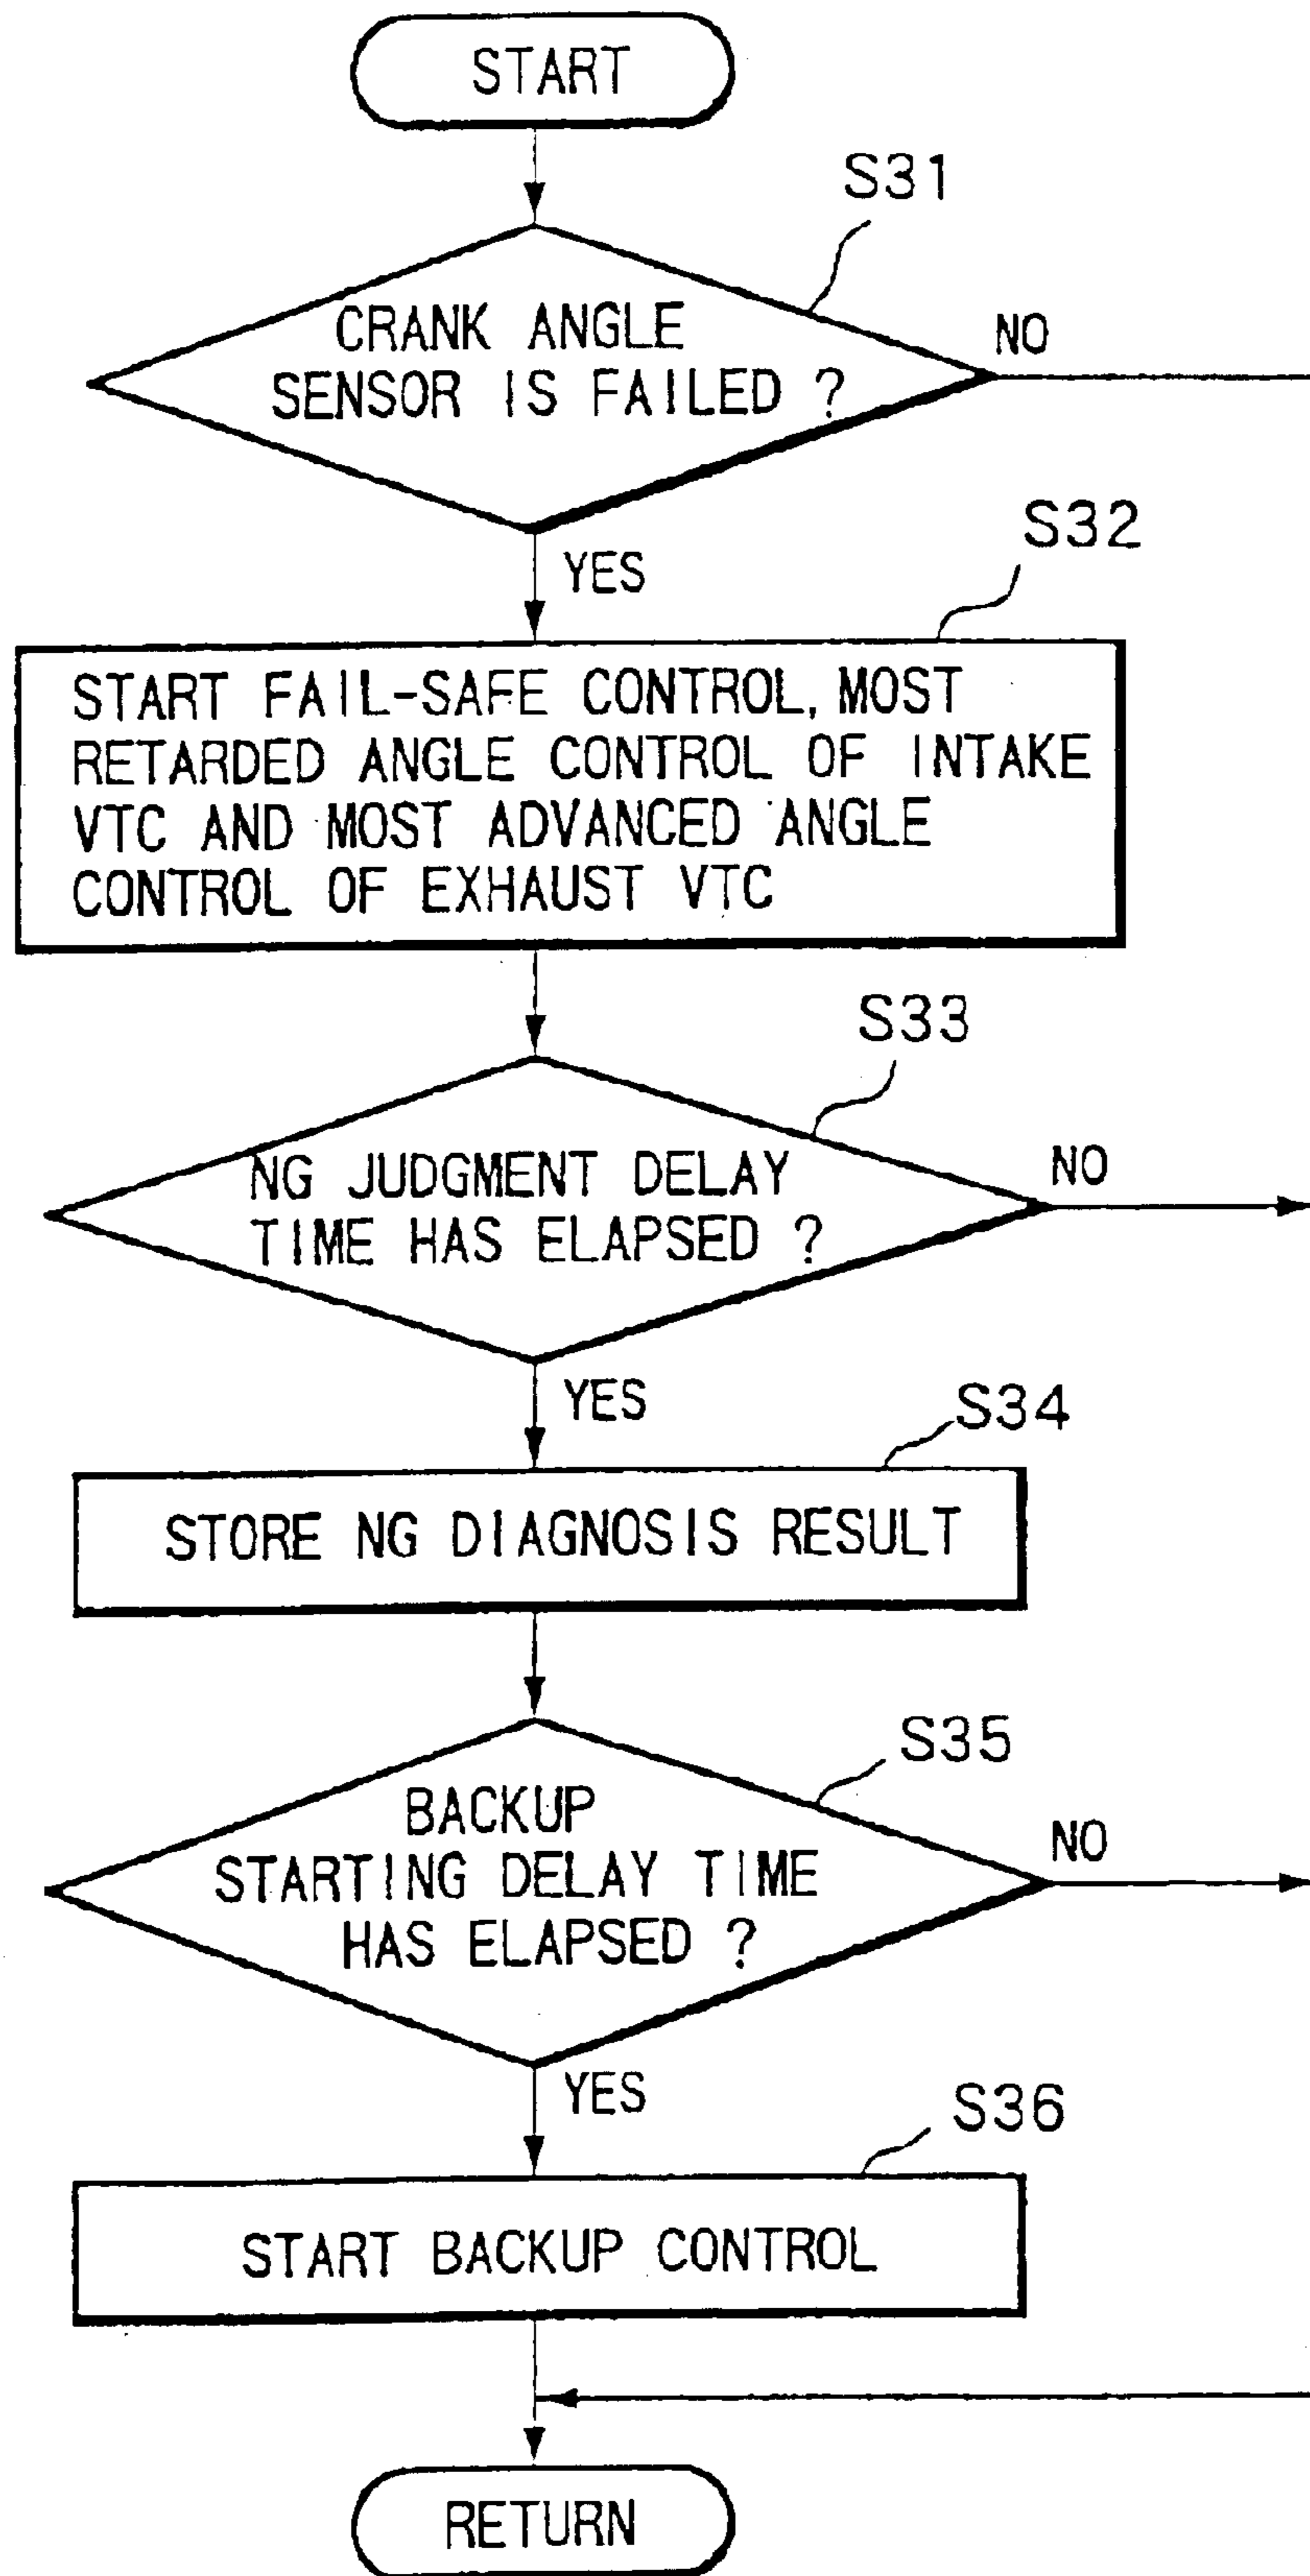 START
S31
CRANK ANGLE
SENSOR IS FAILED ?
NO
YES
S32
START FAIL-SAFE CONTROL, MOST
RETARDED ANGLE CONTROL OF INTAKE
VTC AND MOST ADVANCED ANGLE
CONTROL OF EXHAUST VTC
S33
NG JUDGMENT DELAY
TIME HAS ELAPSED ?
NO
YES
S34
STORE NG DIAGNOSIS RESULT
S35
BACKUP
STARTING DELAY TIME
HAS ELAPSED ?
NO
YES
S36
START BACKUP CONTROL
RETURN